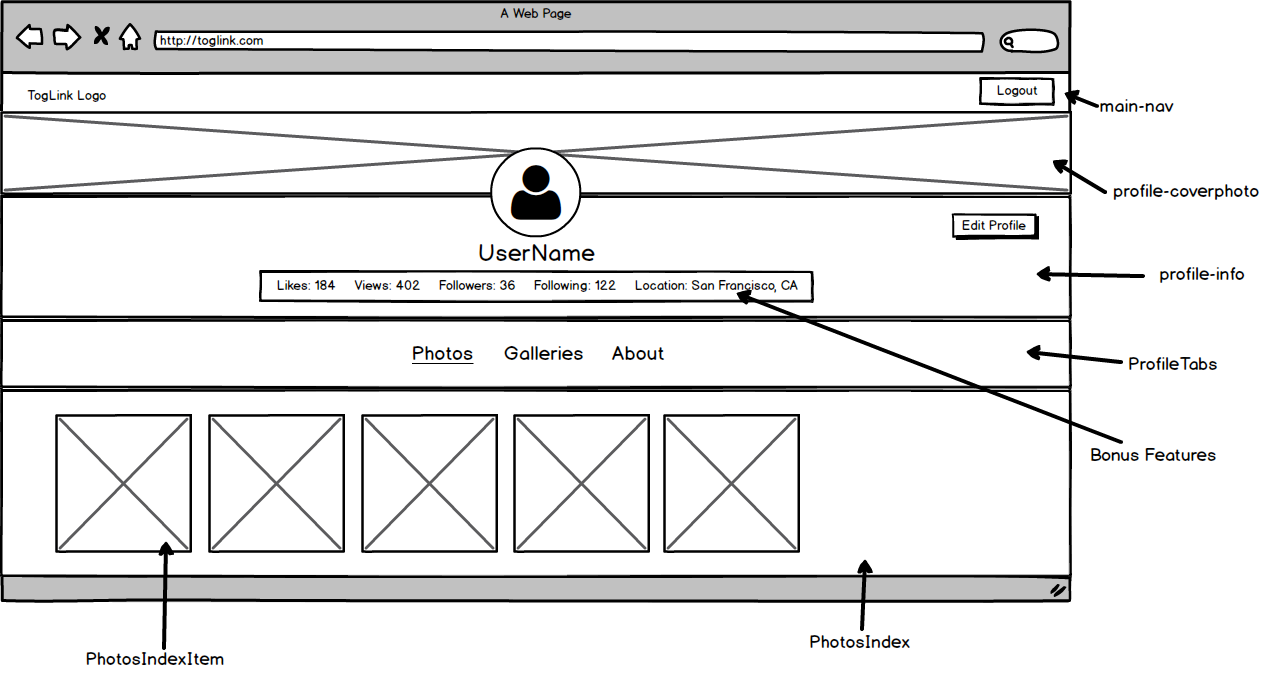 A Web Page
http://toglink.com
TogLink Logo
Logout
main-nav
profile-coverphoto
Edit Profile
UserName
profile-info
Likes: 184 Views: 402 Followers: 36 Following: 122 Location: San Francisco, CA
Photos Galleries About
ProfileTabs
Bonus Features
PhotosIndex
PhotosIndexItem